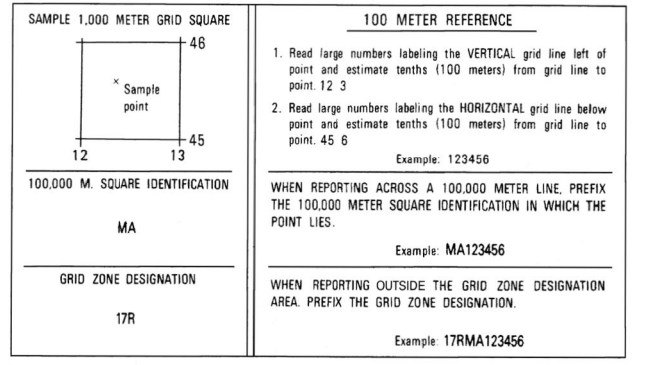 SAMPLE 1,000 METER GRID SQUARE
46
× Sample
point
45
12 13
100,000 M. SQUARE IDENTIFICATION
MA
GRID ZONE DESIGNATION
17R
100 METER REFERENCE
1. Read large numbers labeling the VERTICAL grid line left of
point and estimate tenths (100 meters) from grid line to
point. 12 3
2. Read large numbers labeling the HORIZONTAL grid line below
point and estimate tenths (100 meters) from grid line to
point. 45 6
Example: 123456
WHEN REPORTING ACROSS A 100,000 METER LINE, PREFIX
THE 100,000 METER SQUARE IDENTIFICATION IN WHICH THE
POINT LIES.
Example: MA123456
WHEN REPORTING OUTSIDE THE GRID ZONE DESIGNATION
AREA. PREFIX THE GRID ZONE DESIGNATION.
Example: 17RMA123456